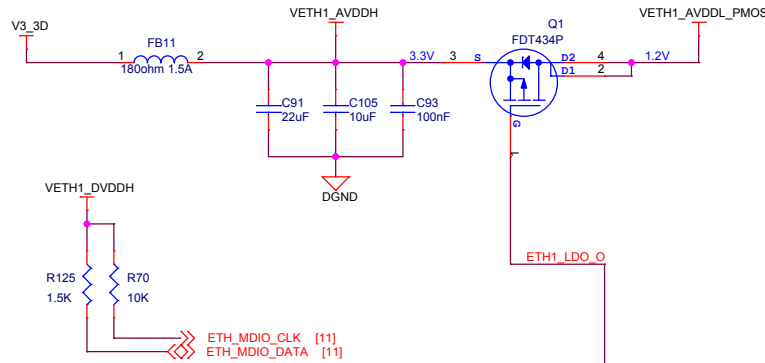 V3_3D
FB11
1
2
180ohm 1.5A
VETH1_AVDDH
3.3V
3
S
Q1
FDT434P
D2
4
D1
2
1.2V
VETH1_AVDDL_PMOS
G
1
C91
22uF
C105
10uF
C93
100nF
DGND
VETH1_DVDDH
R125
1.5K
R70
10K
ETH1_LDO_O
ETH_MDIO_CLK [11]
ETH_MDIO_DATA [11]